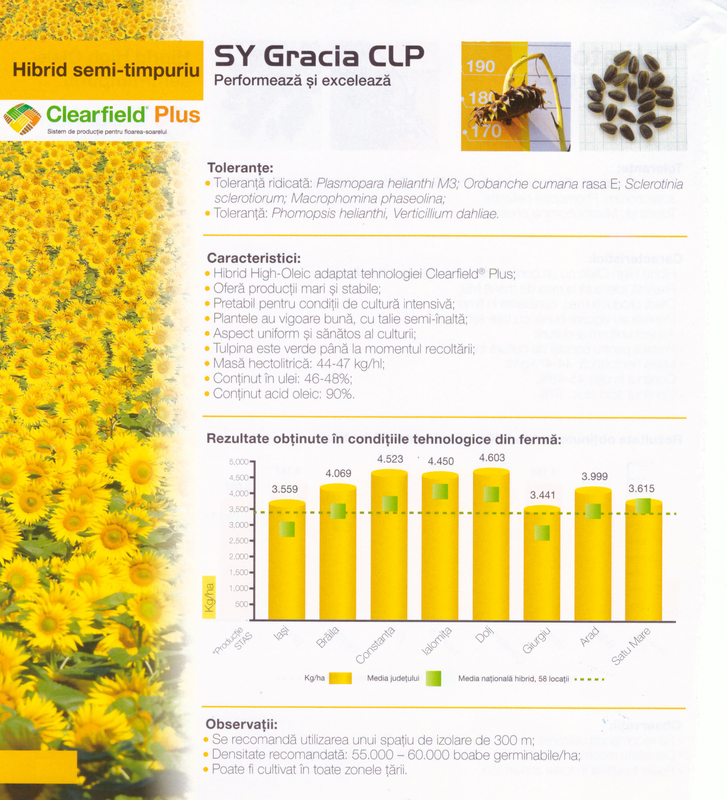 Hibrid semi-timpuriu
SY Gracia CLP
Performează și excelează
Clearfield® Plus
Sistem de producție pentru floarea-soarelui
190
180
170
Toleranțe:
• Toleranță ridicată: Plasmopara helianthi M3; Orobanche cumana rasa E; Sclerotinia
sclerotiorum; Macrophomina phaseolina;
• Toleranță: Phomopsis helianthi, Verticillium dahliae.
Caracteristici:
• Hibrid High-Oleic adaptat tehnologiei Clearfield® Plus;
• Oferă producții mari și stabile;
• Pretabil pentru condiții de cultură intensivă;
• Plantele au vigoare bună, cu talie semi-înaltă;
• Aspect uniform și sănătos al culturii;
• Tulpina este verde până la momentul recoltării;
• Masă hectolitrică: 44-47 kg/hl;
• Conținut în ulei: 46-48%;
• Conținut acid oleic: 90%.
Rezultate obținute în condițiile tehnologice din fermă:
5.000
4.500
4.000
3.500
3.000
2.500
2.000
1.500
1.000
500
Kg/ha
3.559
4.069
4.523
4.450
4.603
3.441
3.999
3.615
*Producție
STAS
Iași
Brăila
Constanța
Ialomița
Dolj
Giurgiu
Arad
Satu Mare
Kg/ha
Media județului
Media națională hibrid, 58 locații
Observații:
• Se recomandă utilizarea unui spațiu de izolare de 300 m;
• Densitate recomandată: 55.000 – 60.000 boabe germinabile/ha;
• Poate fi cultivat în toate zonele țării.